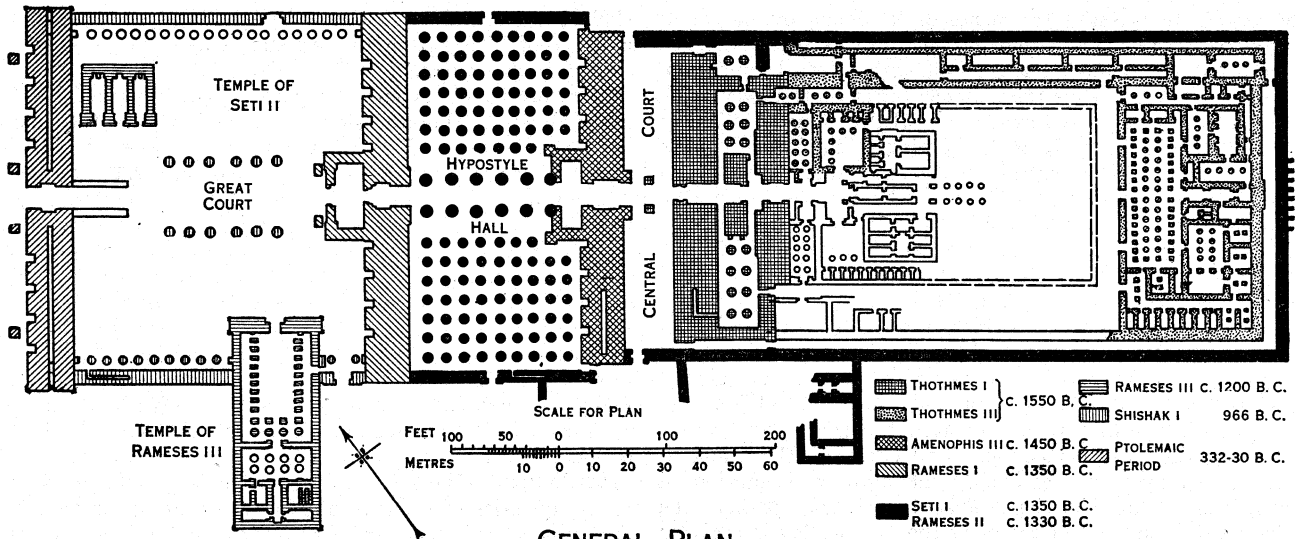 TEMPLE OF
SETI II
GREAT
COURT
HYPOSTYLE
HALL
COURT
CENTRAL
TEMPLE OF
RAMESES III
SCALE FOR PLAN
FEET 100 50 0 100 200
METRES 10 0 10 20 30 40 50 60
THOTHMES I
THOTHMES III
C. 1550 B.C.
AMENOPHIS III C. 1450 B.C
RAMESES I C. 1350 B.C.
SETI I C. 1350 B.C.
RAMESES II C. 1330 B.C.
RAMESES III C. 1200 B.C.
SHISHAK I 966 B.C.
PTOLEMAIC
PERIOD 332-30 B.C.
GENERAL PLAN